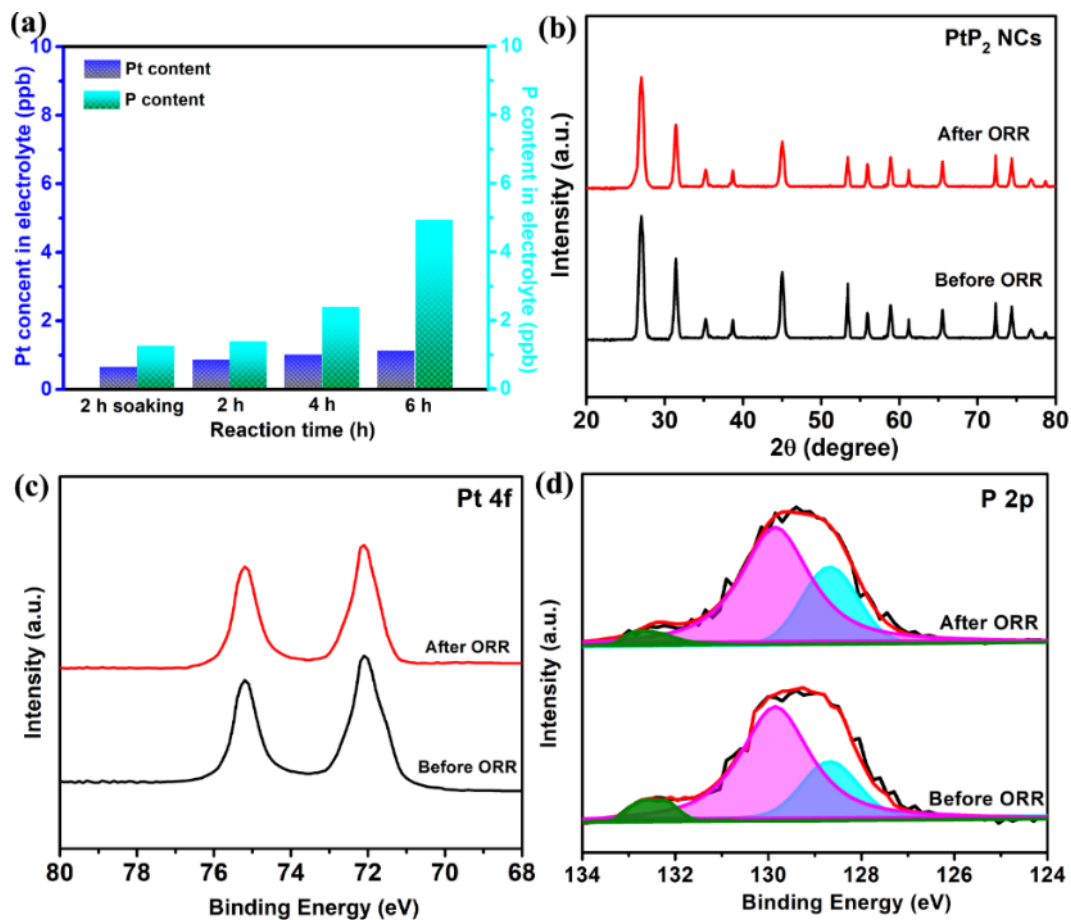 (a)
Pt concent in electrolyte (ppb)
10
8
6
4
2
0
Pt content
P content
10
8
6
4
2
0
P content in electrolyte (ppb)
2 h soaking 2 h 4 h 6 h
Reaction time (h)
(b)
PtP₂ NCs
Intensity (a.u.)
After ORR
Before ORR
20 30 40 50 60 70 80
2θ (degree)
(c)
Pt 4f
Intensity (a.u.)
After ORR
Before ORR
80 78 76 74 72 70 68
Binding Energy (eV)
(d)
P 2p
Intensity (a.u.)
After ORR
Before ORR
134 132 130 128 126 124
Binding Energy (eV)